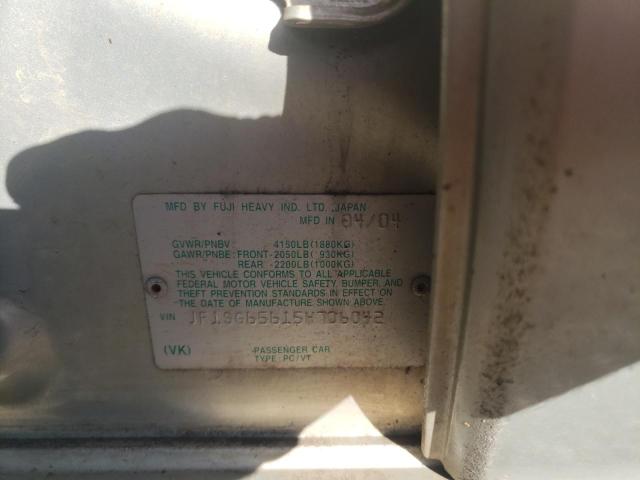 MFD BY FUJI HEAVY IND. LTD. JAPAN
MFD IN 04/04
GVWR/PNBV : 4150LB(1880KG)
GAWR/PNBE: FRONT-2050LB( 930KG)
REAR -2200LB(1000KG)
THIS VEHICLE CONFORMS TO ALL APPLICABLE
FEDERAL MOTOR VEHICLE SAFETY, BUMPER, AND
THEFT PREVENTION STANDARDS IN EFFECT ON
THE DATE OF MANUFACTURE SHOWN ABOVE.
VIN JF1SG65615H706042
(VK) PASSENGER CAR
TYPE PC/VT